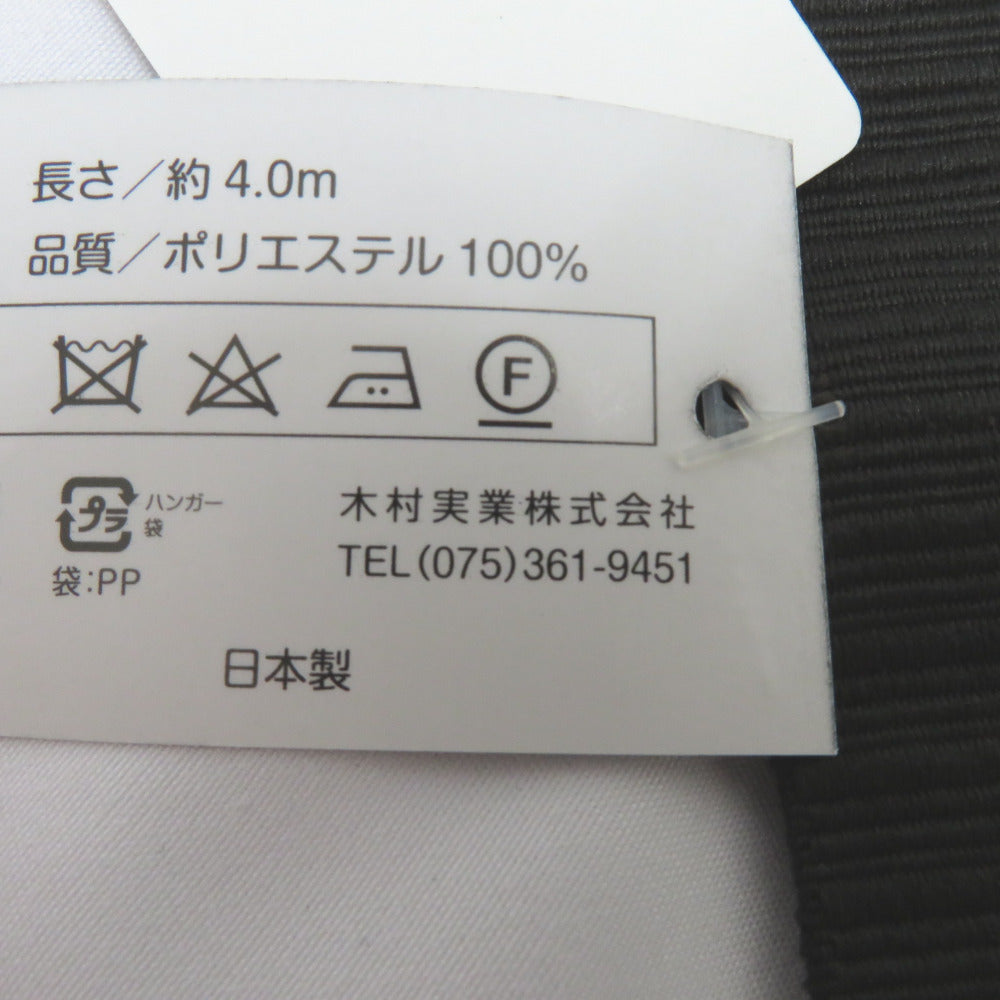 長さ／約 4.0m
品質／ポリエステル 100%
F
プラ ハンガー
袋
袋:PP
木村実業株式会社
TEL(075)361-9451
日本製